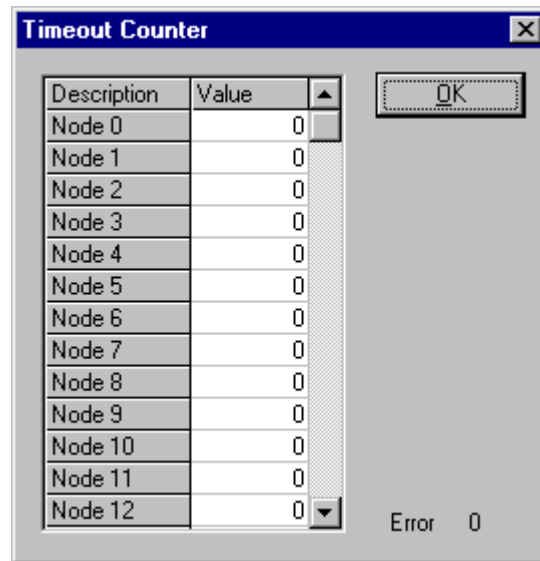 Timeout Counter
Description Value
OK
Node 0 0
Node 1 0
Node 2 0
Node 3 0
Node 4 0
Node 5 0
Node 6 0
Node 7 0
Node 8 0
Node 9 0
Node 10 0
Node 11 0
Node 12 0
Error 0